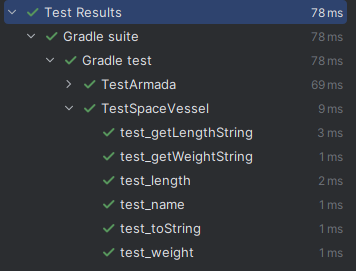 Test Results 78 ms
Gradle suite 78 ms
Gradle test 78 ms
TestArmada 69 ms
TestSpaceVessel 9 ms
test_getLengthString 3 ms
test_getWeightString 1 ms
test_length 2 ms
test_name 1 ms
test_toString 1 ms
test_weight 1 ms